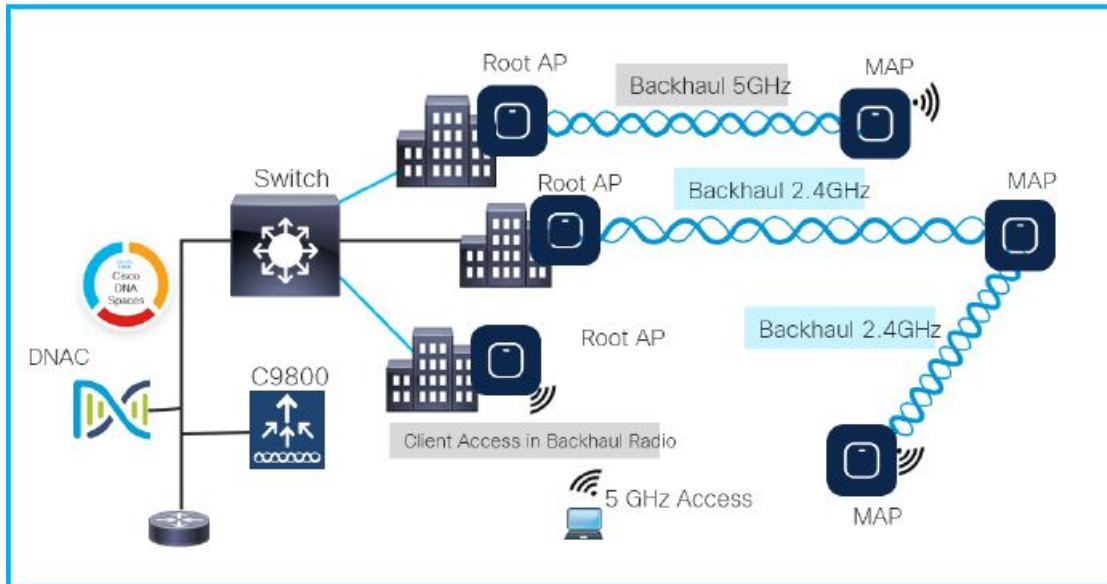 Root AP
MAP
Backhaul 5GHz
Switch
Root AP
Backhaul 2.4GHz
MAP
Cisco
DNA
Spaces
Root AP
Backhaul 2.4GHz
DNAC
C9800
Client Access in Backhaul Radio
5 GHz Access
MAP